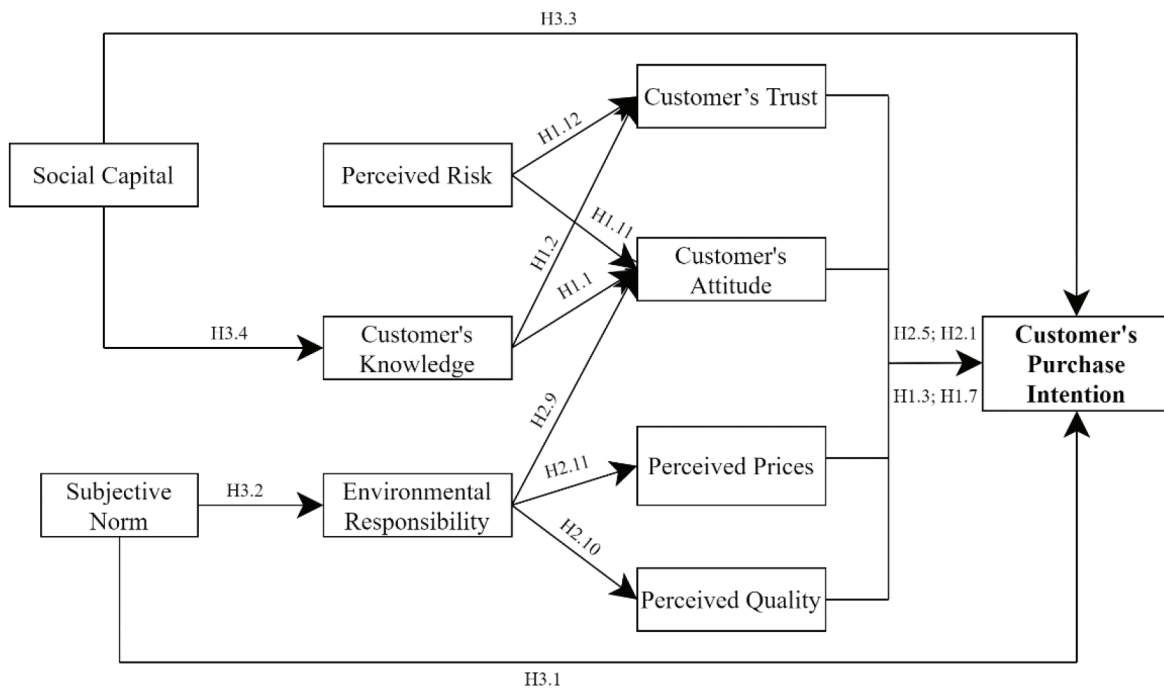 H3.3
Customer’s Trust
H1.12
Social Capital
Perceived Risk
H1.11
H1.2
Customer's
Attitude
H1.1
H3.4
Customer's
Knowledge
H2.5; H2.1
Customer's
Purchase
Intention
H1.3; H1.7
H2.9
H2.11
Perceived Prices
Subjective
Norm
H3.2
Environmental
Responsibility
H2.10
Perceived Quality
H3.1